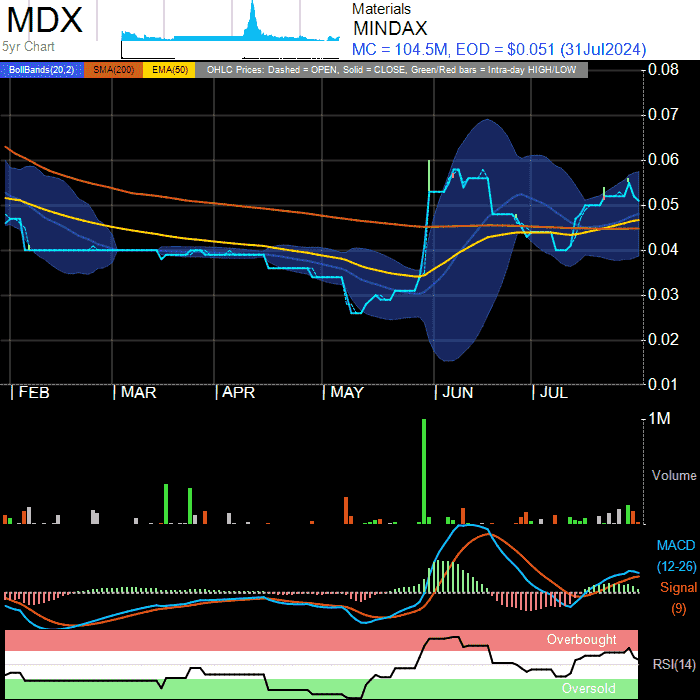 MDX
5yr Chart
Materials
MINDAX
MC = 104.5M, EOD = $0.051 (31Jul2024)
BollBands(20,2) SMA(200) EMA(50) OHLC Prices: Dashed = OPEN, Solid = CLOSE, Green/Red bars = Intra-day HIGH/LOW
0.08
0.07
0.06
0.05
0.04
0.03
0.02
0.01
FEB MAR APR MAY JUN JUL
1M
Volume
MACD
(12-26)
Signal
(9)
Overbought
RSI(14)
Oversold